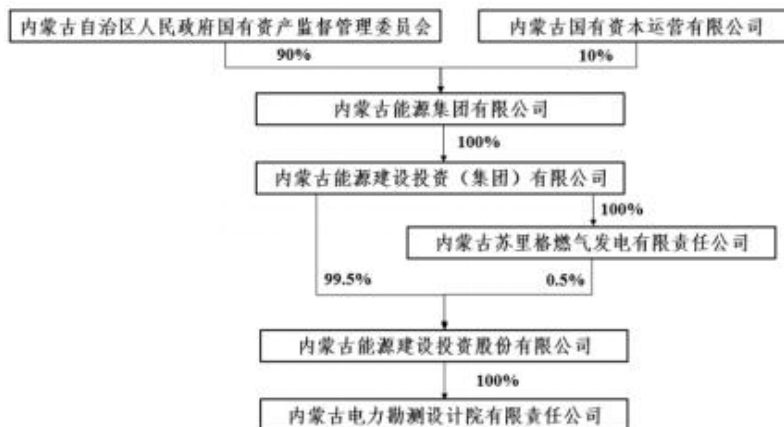 内蒙古自治区人民政府国有资产监督管理委员会
内蒙古国有资本运营有限公司
90%
10%
内蒙古能源集团有限公司
100%
内蒙古能源建设投资（集团）有限公司
100%
内蒙古苏里格燃气发电有限责任公司
99.5%
0.5%
内蒙古能源建设投资股份有限公司
100%
内蒙古电力勘测设计院有限责任公司